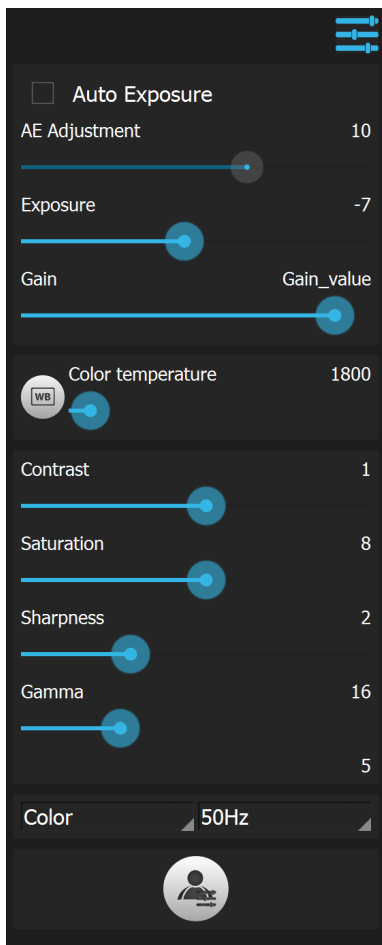 Auto Exposure
AE Adjustment 10
Exposure -7
Gain Gain_value
Color temperature 1800
WB
Contrast 1
Saturation 8
Sharpness 2
Gamma 16
5
Color 50Hz